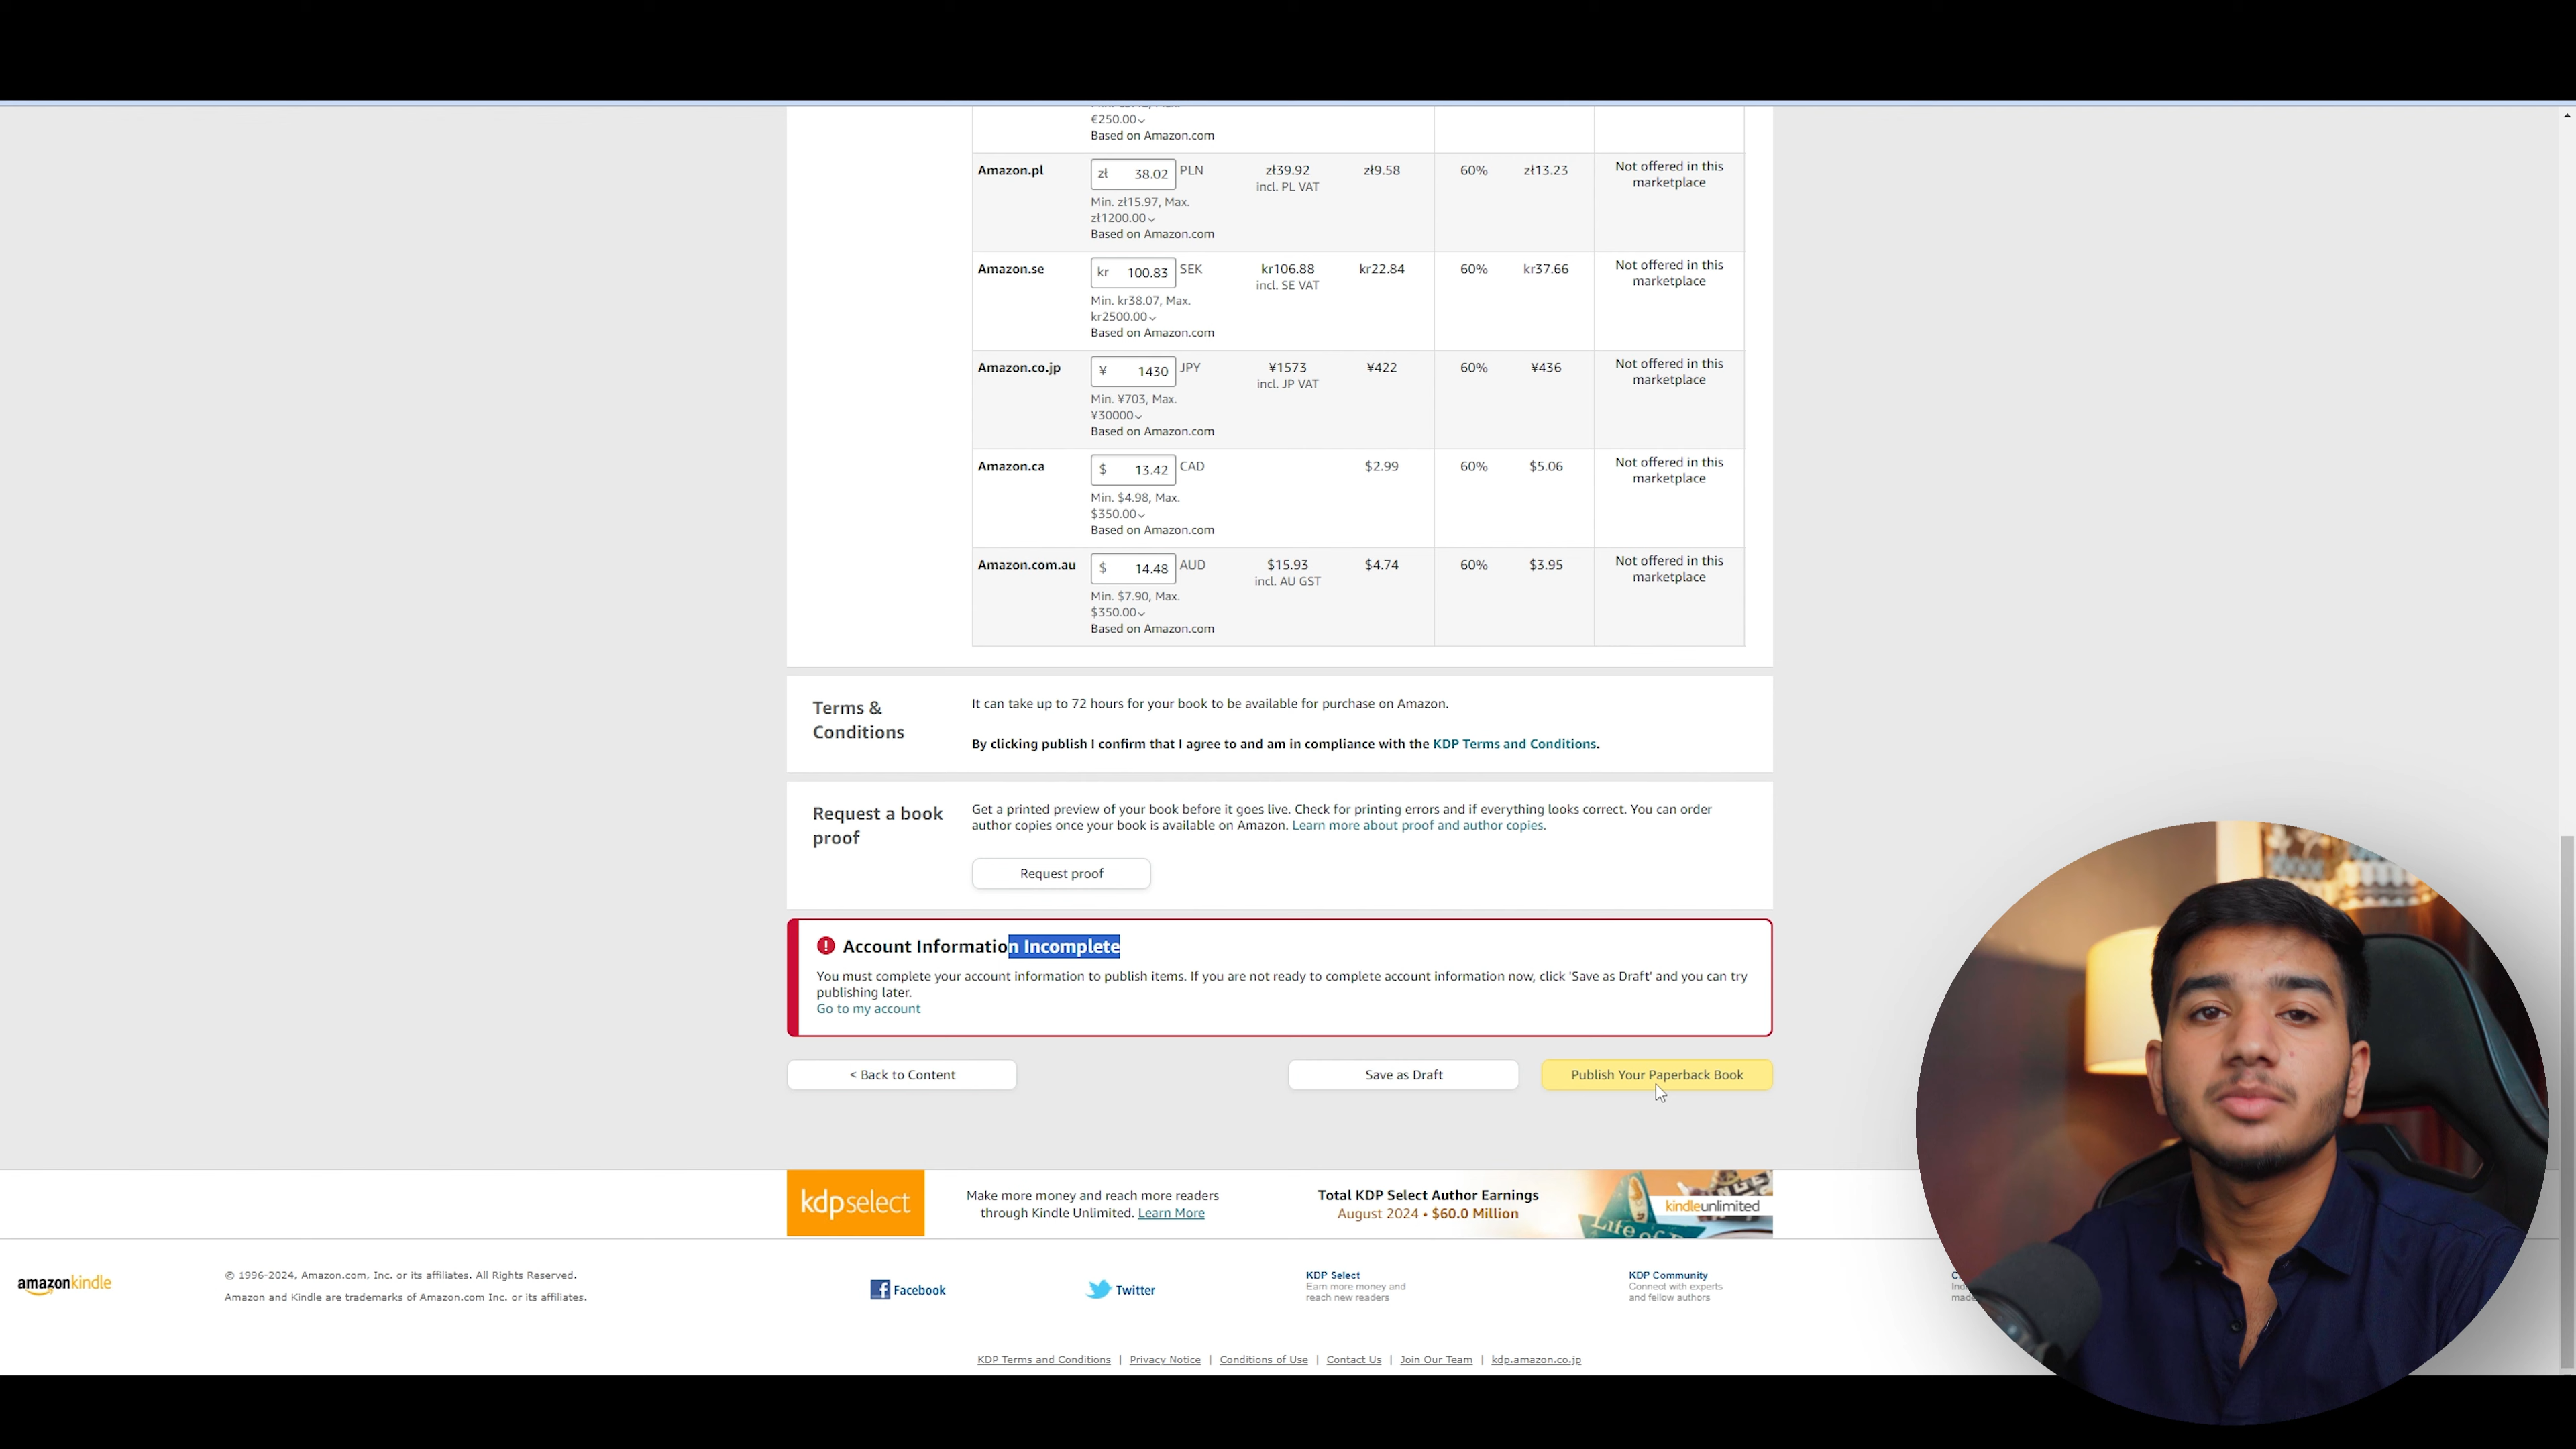 €250.00
Based on Amazon.com
Amazon.pl
zł 38.02 PLN
zł39.92
incl. PL VAT
zł9.58
60%
zł13.23
Not offered in this
marketplace
Min. zł15.97, Max.
zł1200.00
Based on Amazon.com
Amazon.se
kr 100.83 SEK
kr106.88
incl. SE VAT
kr22.84
60%
kr37.66
Not offered in this
marketplace
Min. kr38.07, Max.
kr2500.00
Based on Amazon.com
Amazon.co.jp
¥ 1430 JPY
¥1573
incl. JP VAT
¥422
60%
¥436
Not offered in this
marketplace
Min. ¥703, Max.
¥30000
Based on Amazon.com
Amazon.ca
$ 13.42 CAD
$2.99
60%
$5.06
Not offered in this
marketplace
Min. $4.98, Max.
$350.00
Based on Amazon.com
Amazon.com.au
$ 14.48 AUD
$15.93
incl. AU GST
$4.74
60%
$3.95
Not offered in this
marketplace
Min. $7.90, Max.
$350.00
Based on Amazon.com
Terms &
Conditions
It can take up to 72 hours for your book to be available for purchase on Amazon.
By clicking publish I confirm that I agree to and am in compliance with the KDP Terms and Conditions.
Request a book
proof
Get a printed preview of your book before it goes live. Check for printing errors and if everything looks correct. You can order
author copies once your book is available on Amazon. Learn more about proof and author copies.
Request proof
Account Information Incomplete
You must complete your account information to publish items. If you are not ready to complete account information now, click 'Save as Draft' and you can try
publishing later.
Go to my account
< Back to Content
Save as Draft
Publish Your Paperback Book
kdpselect
Make more money and reach more readers
through Kindle Unlimited. Learn More
Total KDP Select Author Earnings
August 2024 • $60.0 Million
kindleunlimited
Life of
amazonkindle
© 1996-2024, Amazon.com, Inc. or its affiliates. All Rights Reserved.
Amazon and Kindle are trademarks of Amazon.com Inc. or its affiliates.
Facebook
Twitter
KDP Select
Earn more money and
reach new readers
KDP Community
Connect with experts
and fellow authors
KDP Terms and Conditions | Privacy Notice | Conditions of Use | Contact Us | Join Our Team | kdp.amazon.co.jp